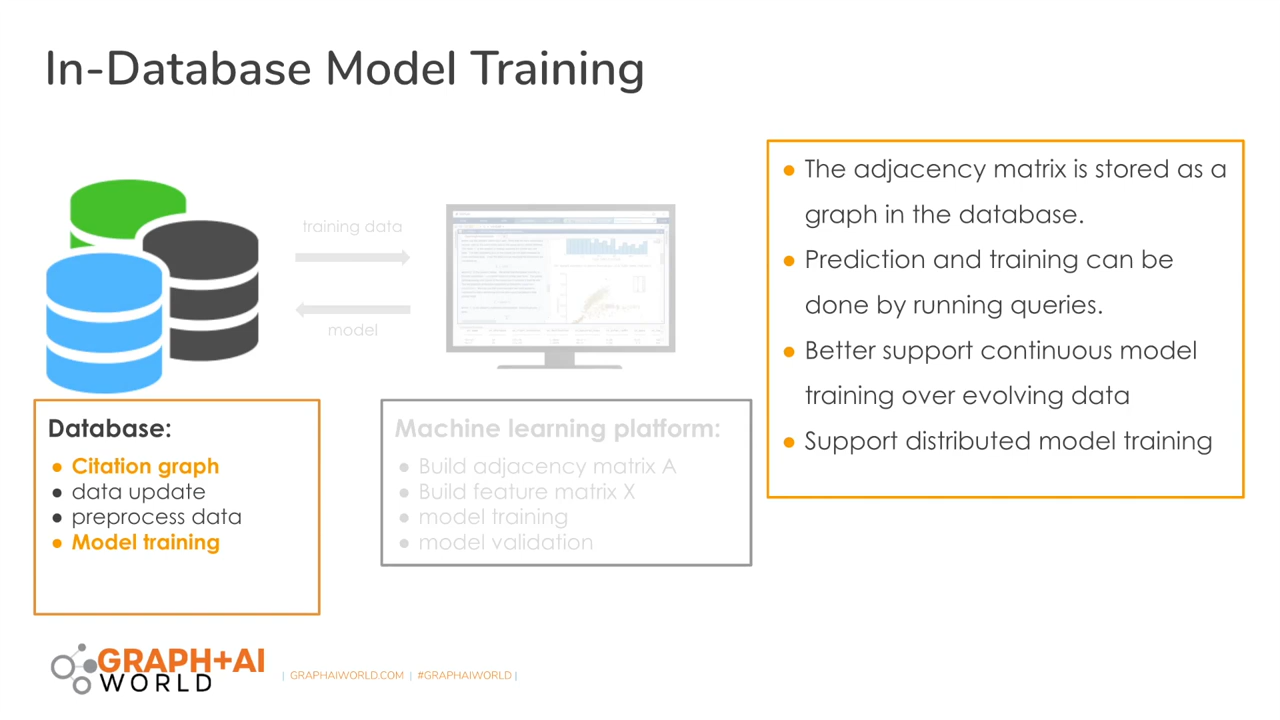 In-Database Model Training
training data
model
Database:
● Citation graph
● data update
● preprocess data
● Model training
Machine learning platform:
● Build adjacency matrix A
● Build feature matrix X
● model training
● model validation
● The adjacency matrix is stored as a
graph in the database.
● Prediction and training can be
done by running queries.
● Better support continuous model
training over evolving data
● Support distributed model training
GRAPH+AI
WORLD
| GRAPHAIWORLD.COM | #GRAPHAIWORLD |